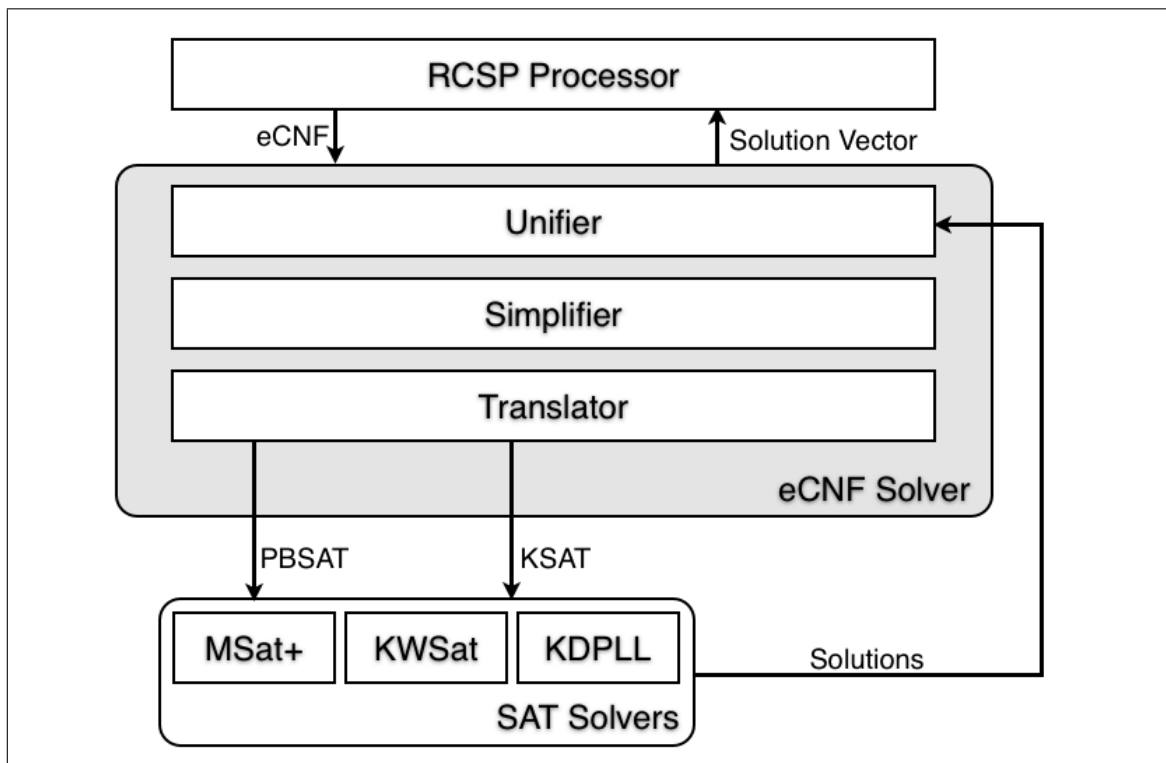 RCSP Processor
eCNF
Solution Vector
Unifier
Simplifier
Translator
eCNF Solver
PBSAT
KSAT
MSat+
KWSat
KDPLL
Solutions
SAT Solvers